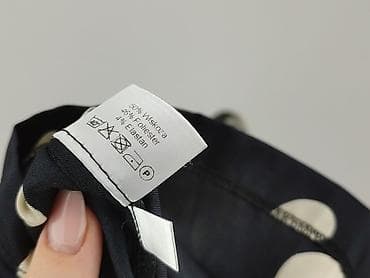 50% Wiskoza
46% Poliester
4% Elastan
P